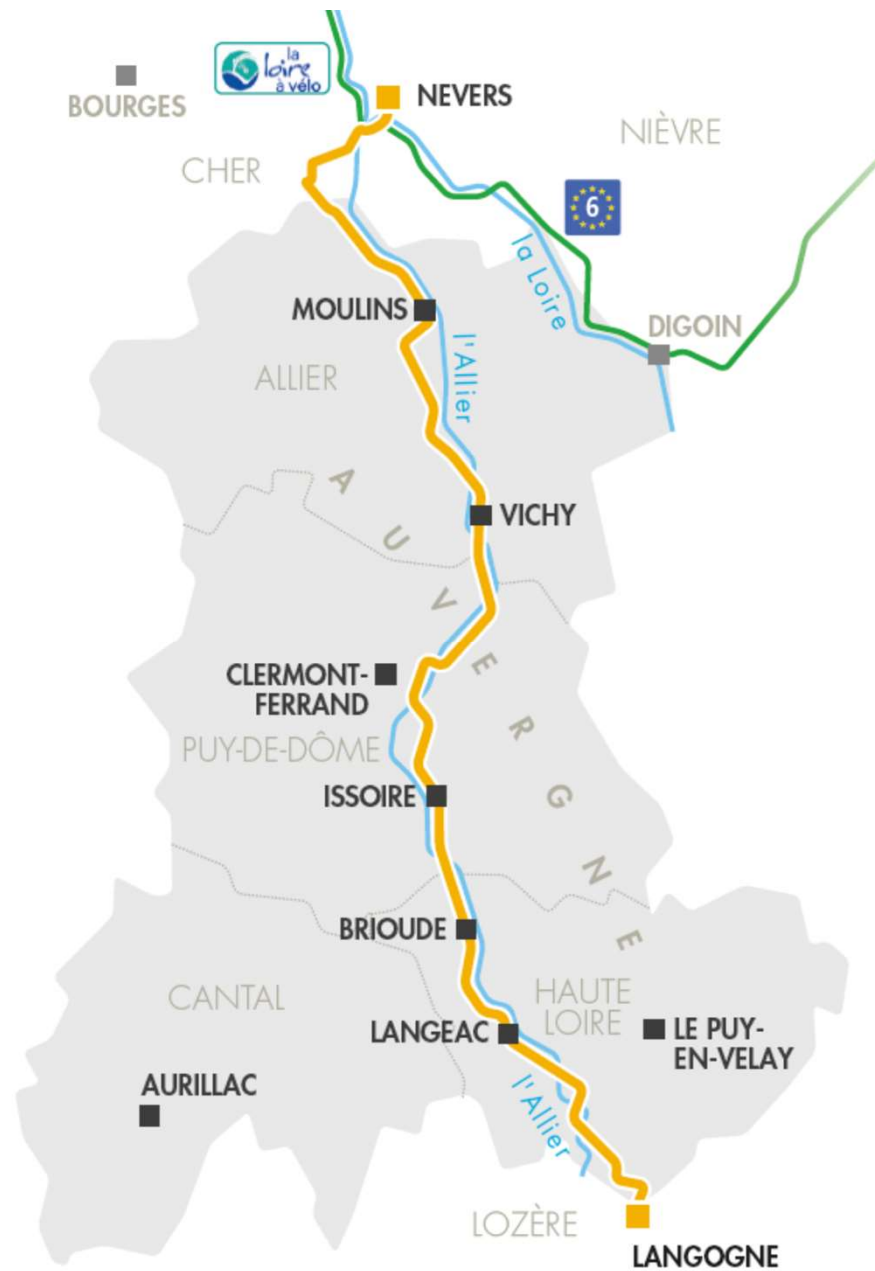 la
loire
à vélo
NEVERS
BOURGES
NIÈVRE
CHER
6
la Loire
MOULINS
DIGOIN
l'Allier
ALLIER
AUVERGNE
VICHY
CLERMONT-
FERRAND
PUY-DE-DÔME
ISSOIRE
BRIOUDE
CANTAL
HAUTE
LOIRE
LANGEAC
LE PUY-
EN-VELAY
AURILLAC
l'Allier
LOZÈRE
LANGOGNE